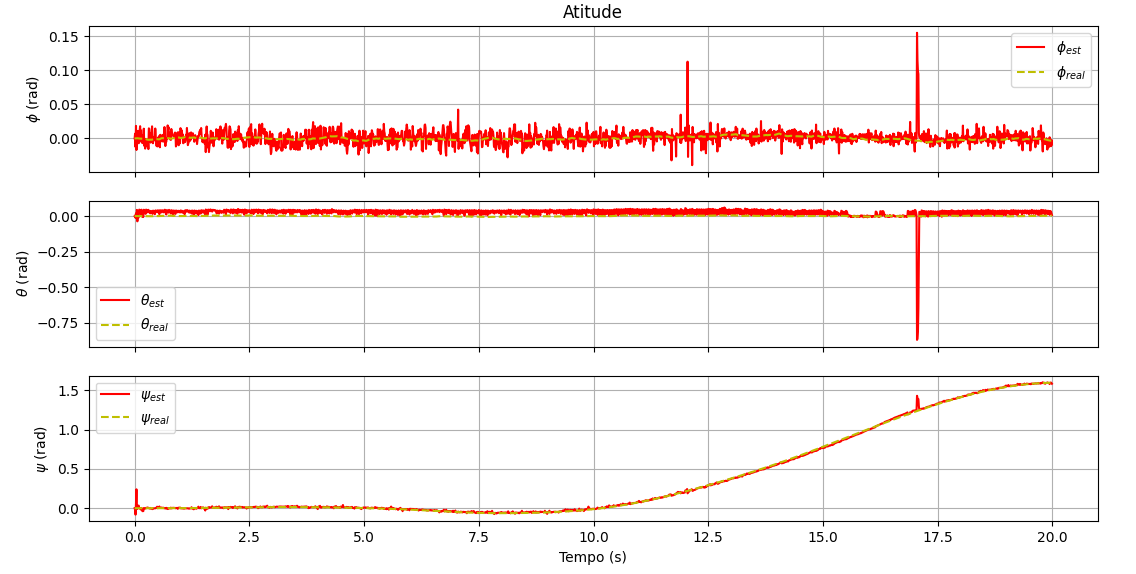 Atitude
0.15
0.10
0.05
0.00
ϕ (rad)
ϕest
ϕreal
0.00
−0.25
−0.50
−0.75
θ (rad)
θest
θreal
1.5
1.0
0.5
0.0
ψ (rad)
ψest
ψreal
0.0 2.5 5.0 7.5 10.0 12.5 15.0 17.5 20.0
Tempo (s)